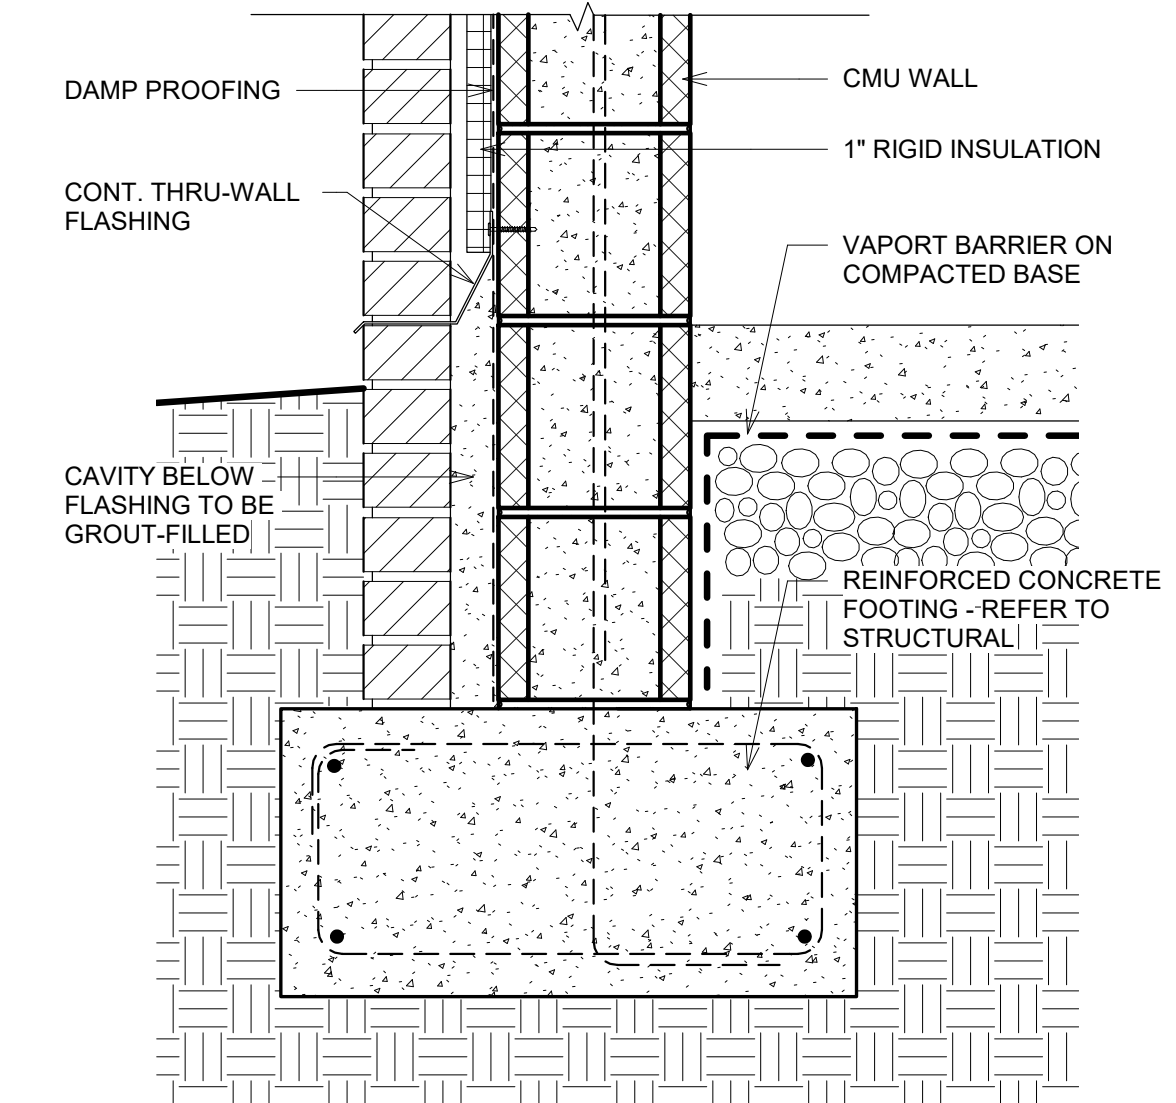 DAMP PROOFING
CONT. THRU-WALL
FLASHING
CAVITY BELOW
FLASHING TO BE
GROUT-FILLED
CMU WALL
1" RIGID INSULATION
VAPORT BARRIER ON
COMPACTED BASE
REINFORCED CONCRETE
FOOTING - REFER TO
STRUCTURAL